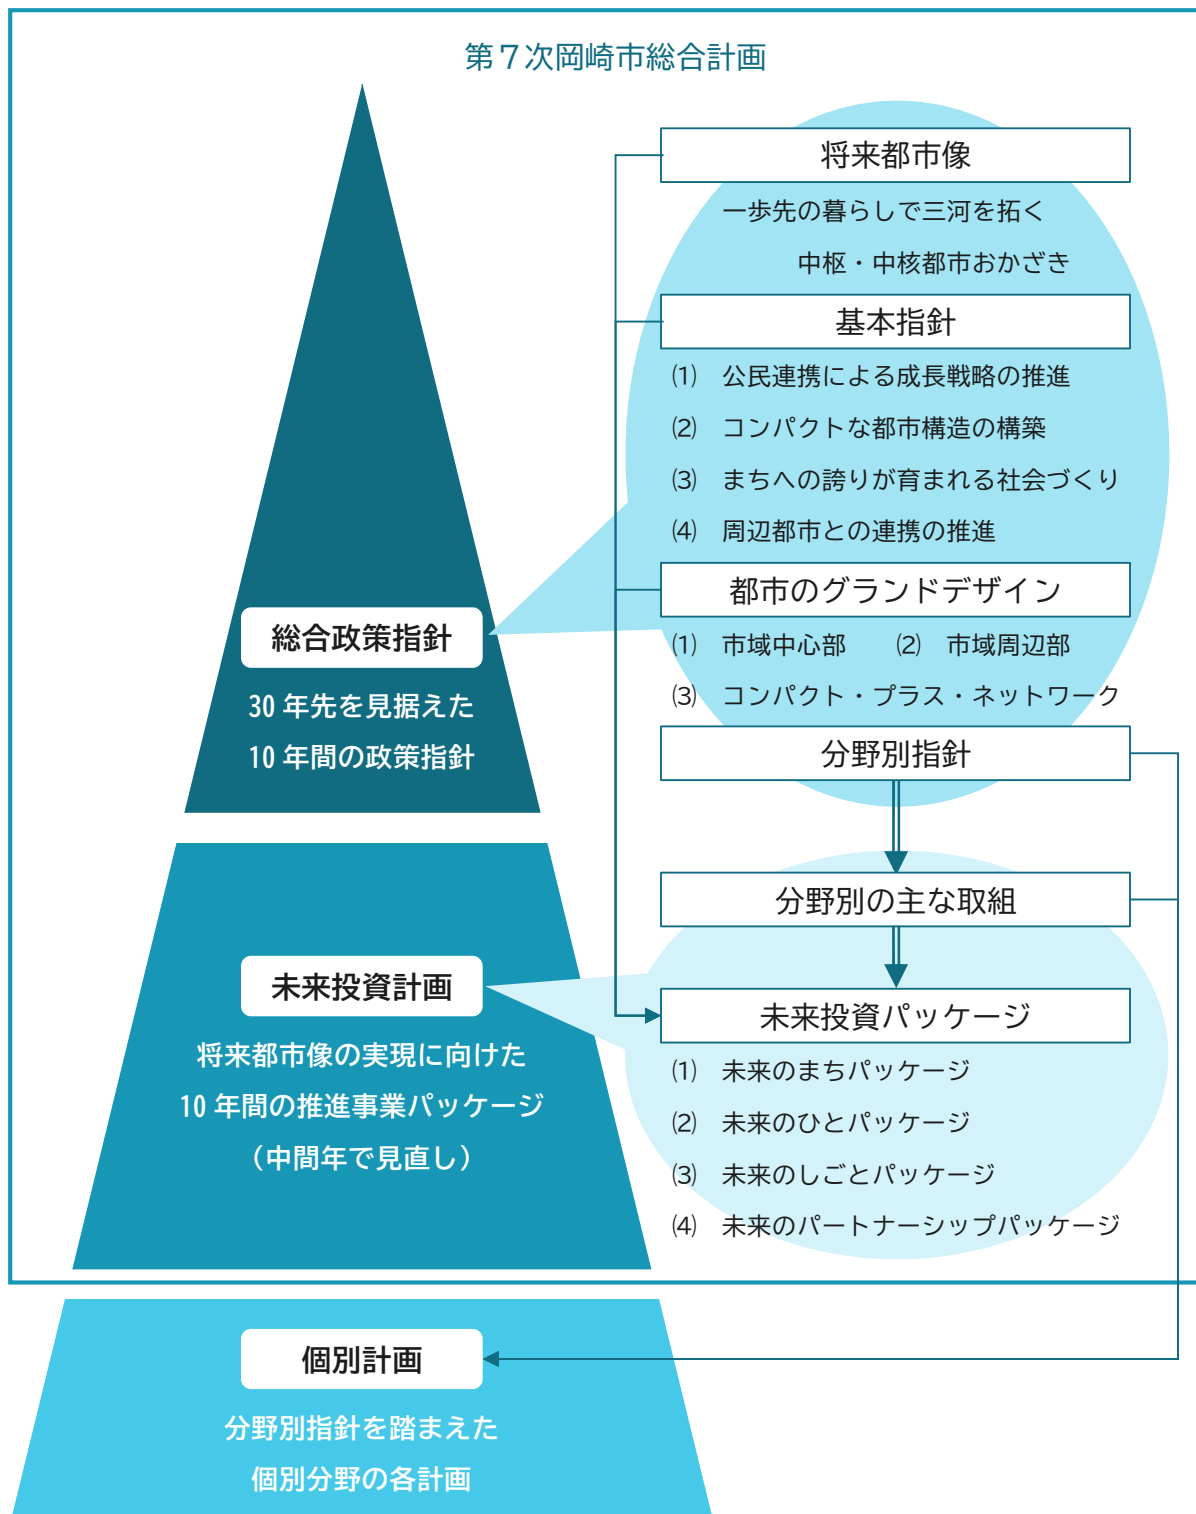 第７次岡崎市総合計画
総合政策指針
30 年先を見据えた
10 年間の政策指針
将来都市像
一歩先の暮らしで三河を拓く
中枢・中核都市おかざき
基本指針
⑴　公民連携による成長戦略の推進
⑵　コンパクトな都市構造の構築
⑶　まちへの誇りが育まれる社会づくり
⑷　周辺都市との連携の推進
都市のグランドデザイン
⑴　市域中心部　　⑵　市域周辺部
⑶　コンパクト・プラス・ネットワーク
分野別指針
未来投資計画
将来都市像の実現に向けた
10 年間の推進事業パッケージ
（中間年で見直し）
分野別の主な取組
未来投資パッケージ
⑴　未来のまちパッケージ
⑵　未来のひとパッケージ
⑶　未来のしごとパッケージ
⑷　未来のパートナーシップパッケージ
個別計画
分野別指針を踏まえた
個別分野の各計画